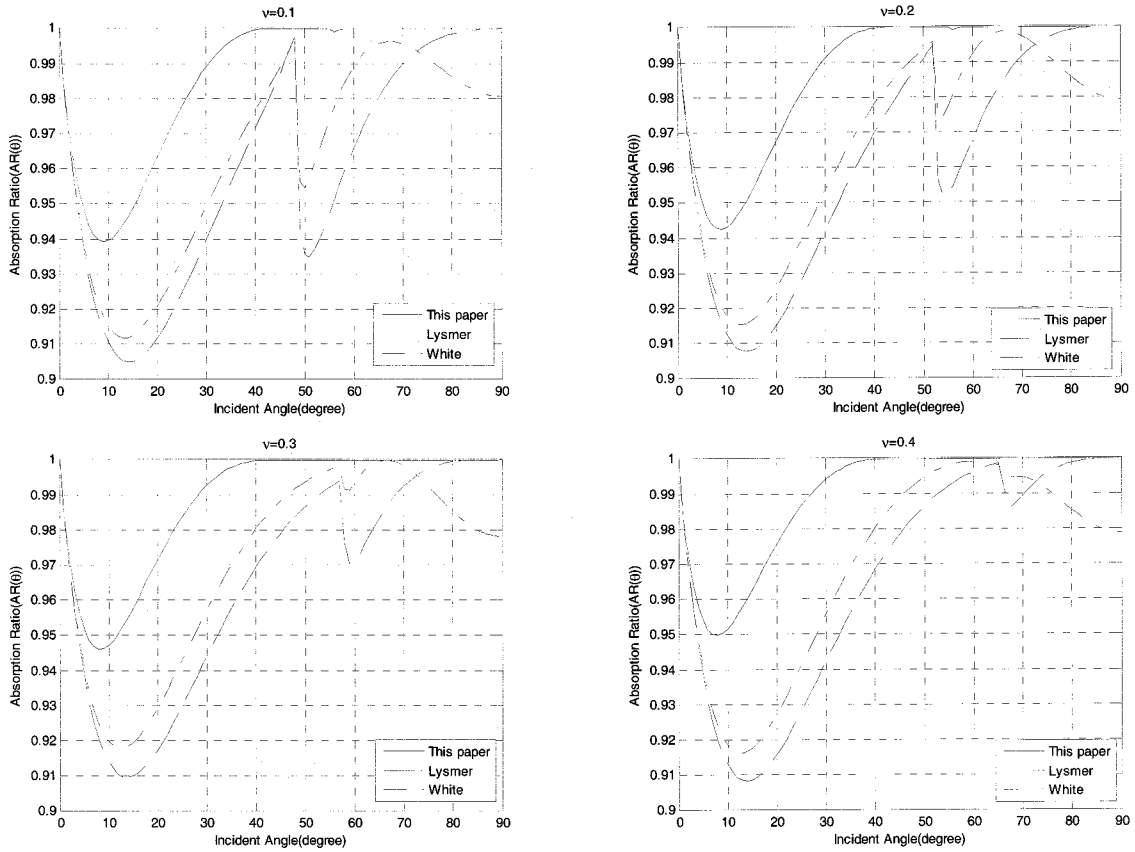 ν=0.1
1
0.99
0.98
0.97
0.96
0.95
0.94
0.93
0.92
0.91
0.9
Absorption Ratio(AR(θ))
This paper
Lysmer
White
0 10 20 30 40 50 60 70 80 90
Incident Angle(degree)
ν=0.2
1
0.99
0.98
0.97
0.96
0.95
0.94
0.93
0.92
0.91
0.9
Absorption Ratio(AR(θ))
This paper
Lysmer
White
0 10 20 30 40 50 60 70 80 90
Incident Angle(degree)
ν=0.3
1
0.99
0.98
0.97
0.96
0.95
0.94
0.93
0.92
0.91
0.9
Absorption Ratio(AR(θ))
This paper
Lysmer
White
0 10 20 30 40 50 60 70 80 90
Incident Angle(degree)
ν=0.4
1
0.99
0.98
0.97
0.96
0.95
0.94
0.93
0.92
0.91
0.9
Absorption Ratio(AR(θ))
This paper
Lysmer
White
0 10 20 30 40 50 60 70 80 90
Incident Angle(degree)